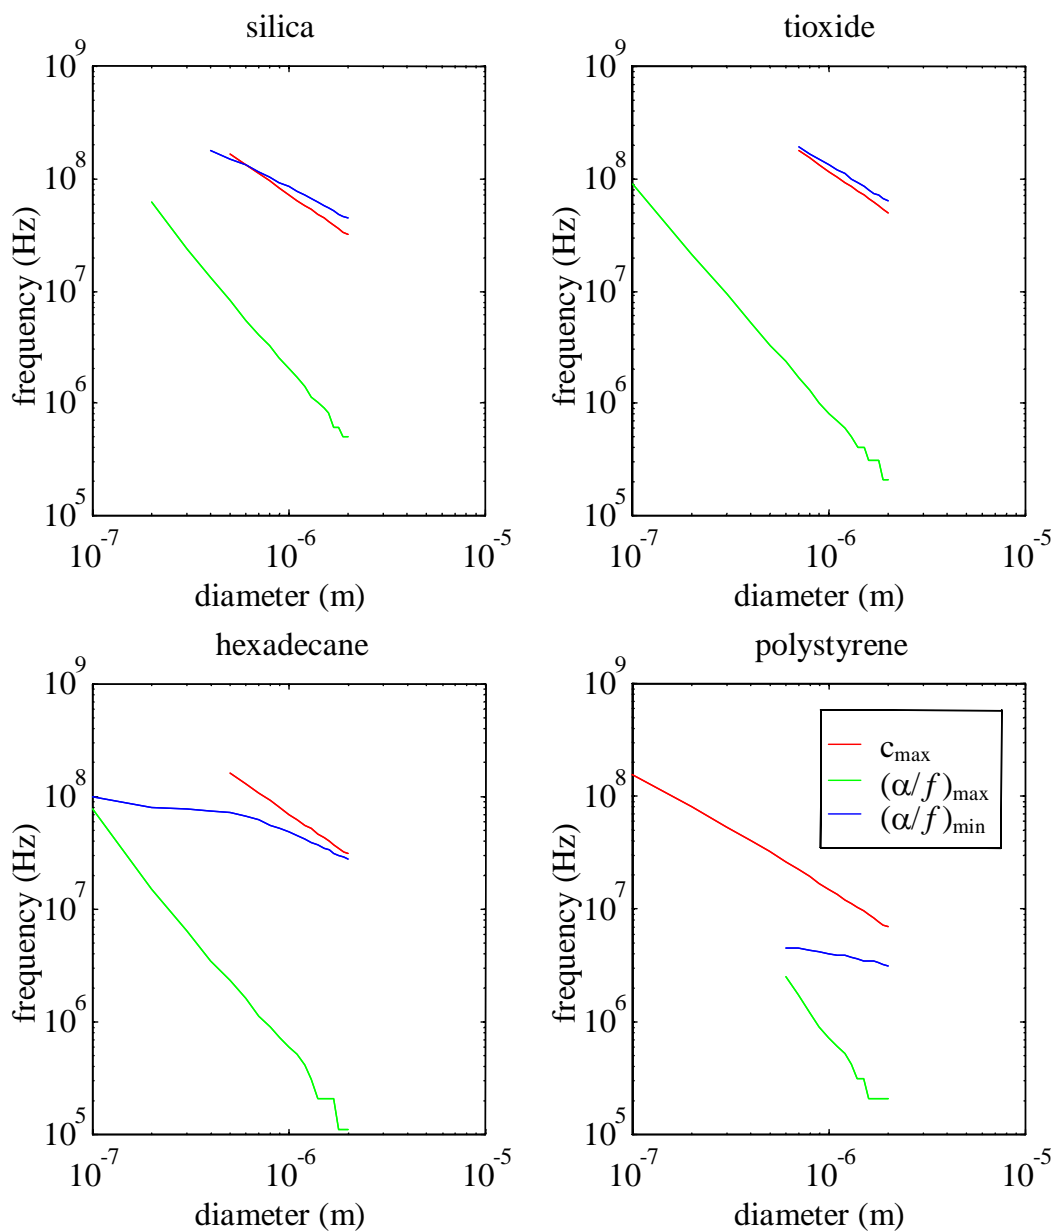 silica
10^9
10^8
10^7
10^6
10^5
frequency (Hz)
10^-7
10^-6
10^-5
diameter (m)
tioxide
10^9
10^8
10^7
10^6
10^5
frequency (Hz)
10^-7
10^-6
10^-5
diameter (m)
hexadecane
10^9
10^8
10^7
10^6
10^5
frequency (Hz)
10^-7
10^-6
10^-5
diameter (m)
polystyrene
10^9
10^8
10^7
10^6
10^5
frequency (Hz)
c_max
(α/f)_max
(α/f)_min
10^-7
10^-6
10^-5
diameter (m)